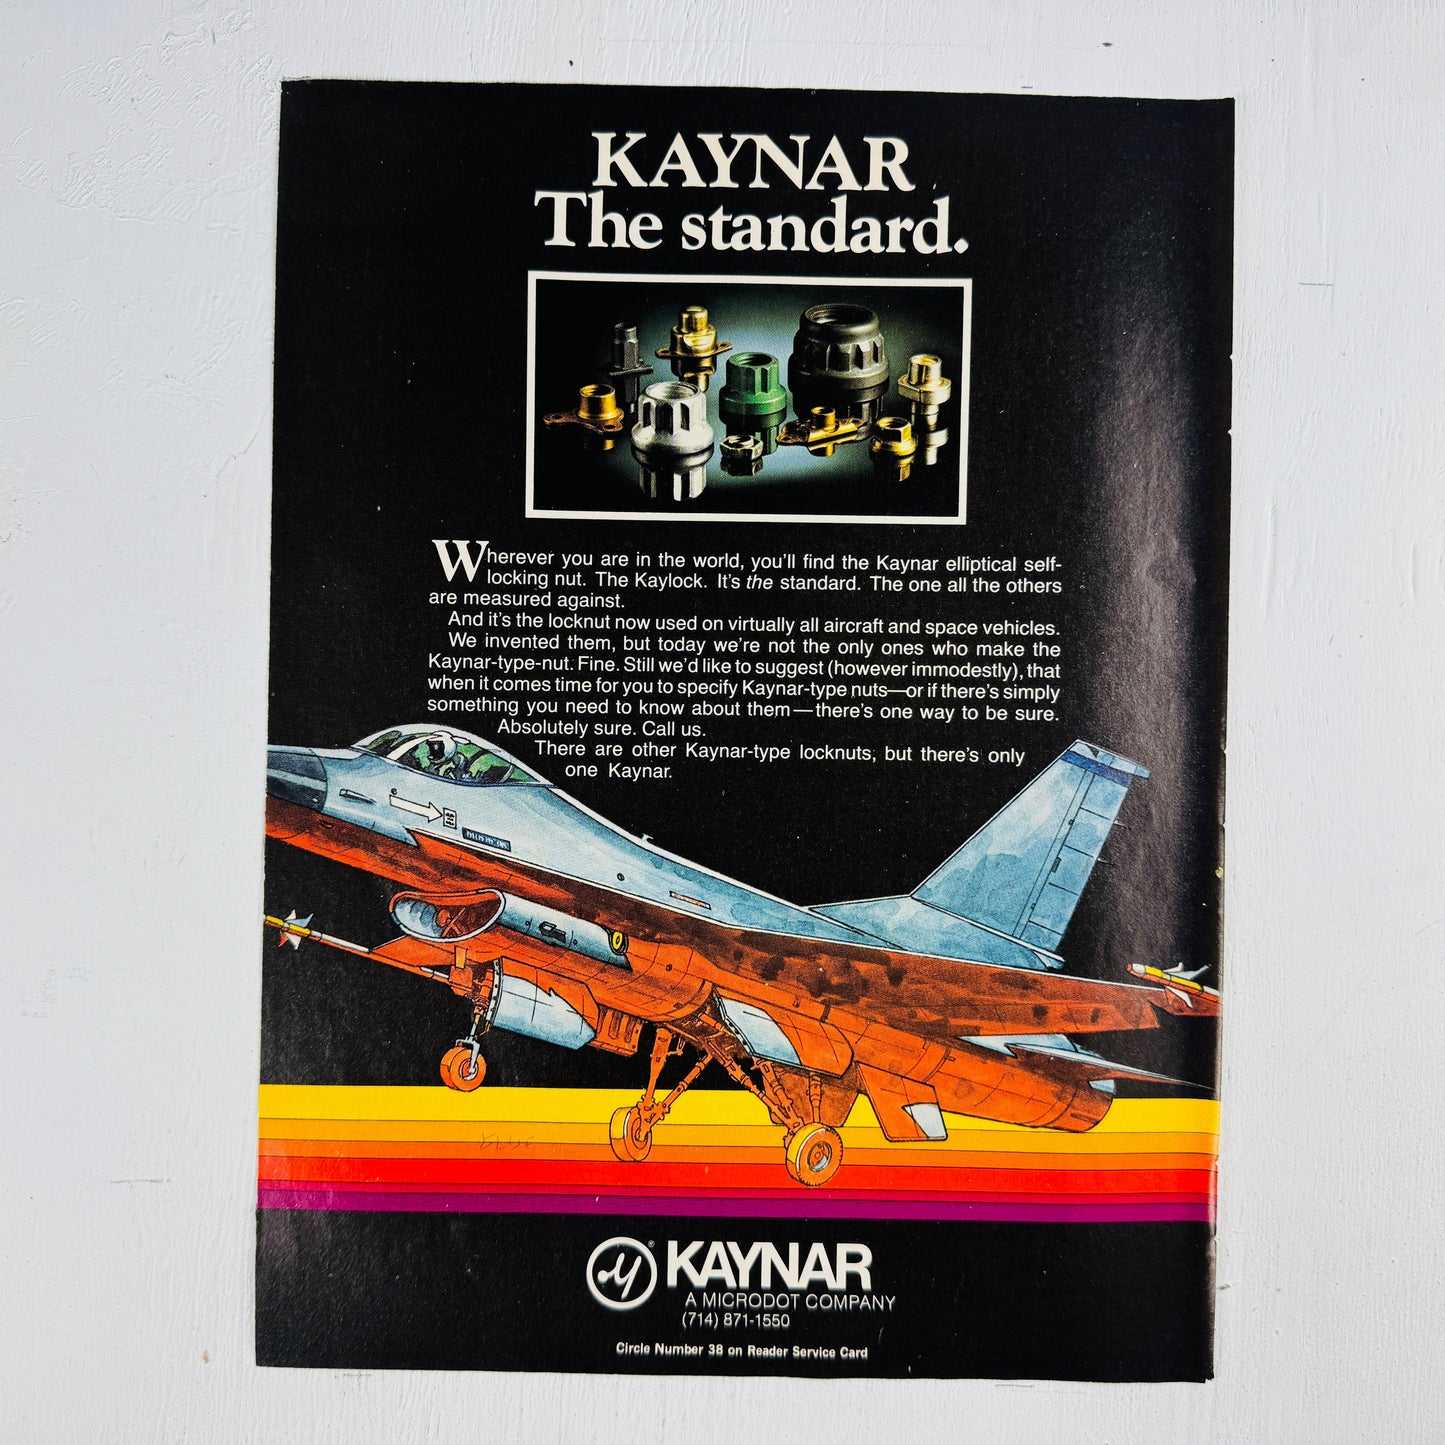 KAYNAR
The standard.
Wherever you are in the world, you'll find the Kaynar elliptical self-
locking nut. The Kaylock. It's the standard. The one all the others
are measured against.
And it's the locknut now used on virtually all aircraft and space vehicles.
We invented them, but today we're not the only ones who make the
Kaynar-type-nut. Fine. Still we'd like to suggest (however immodestly), that
when it comes time for you to specify Kaynar-type nuts—or if there's simply
something you need to know about them—there's one way to be sure.
Absolutely sure. Call us.
There are other Kaynar-type locknuts, but there's only
one Kaynar.
® KAYNAR
A MICRODOT COMPANY
(714) 871-1550
Circle Number 38 on Reader Service Card